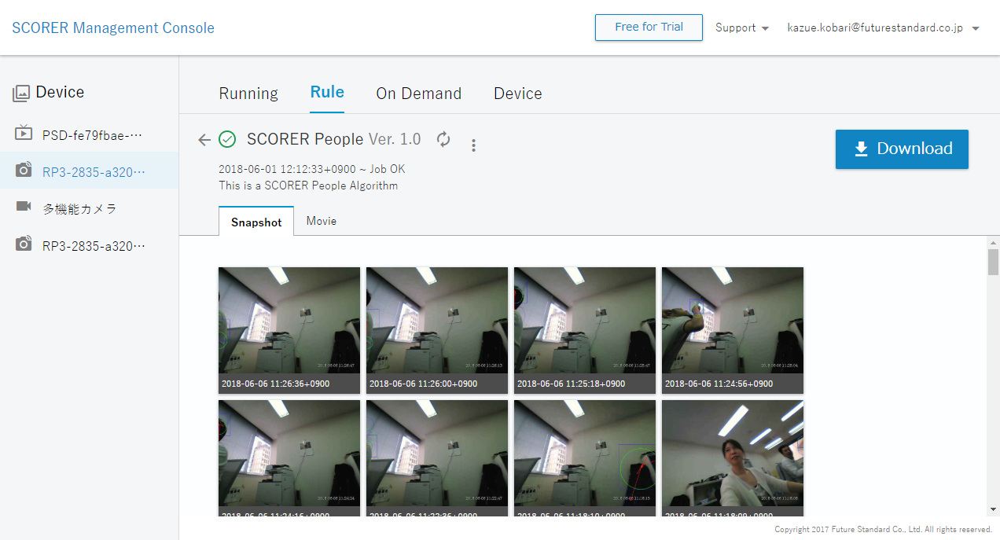 SCORER Management Console
Free for Trial
Support
kazue.kobari@futurestandard.co.jp
Device
PSD-fe79fbae-…
RP3-2835-a320…
多機能カメラ
RP3-2835-a320…
Running
Rule
On Demand
Device
SCORER People Ver. 1.0
Download
2018-06-01 12:12:33+0900 ~ Job OK
This is a SCORER People Algorithm
Snapshot
Movie
2018-06-06 11:26:36+0900
2018-06-06 11:26:00+0900
2018-06-06 11:25:18+0900
2018-06-06 11:24:56+0900
2018-06-06 11:24:16+0900
2018-06-06 11:22:36+0900
2018-06-06 11:18:10+0900
2018-06-06 11:18:09+0900
Copyright 2017 Future Standard Co., Ltd. All rights reserved.